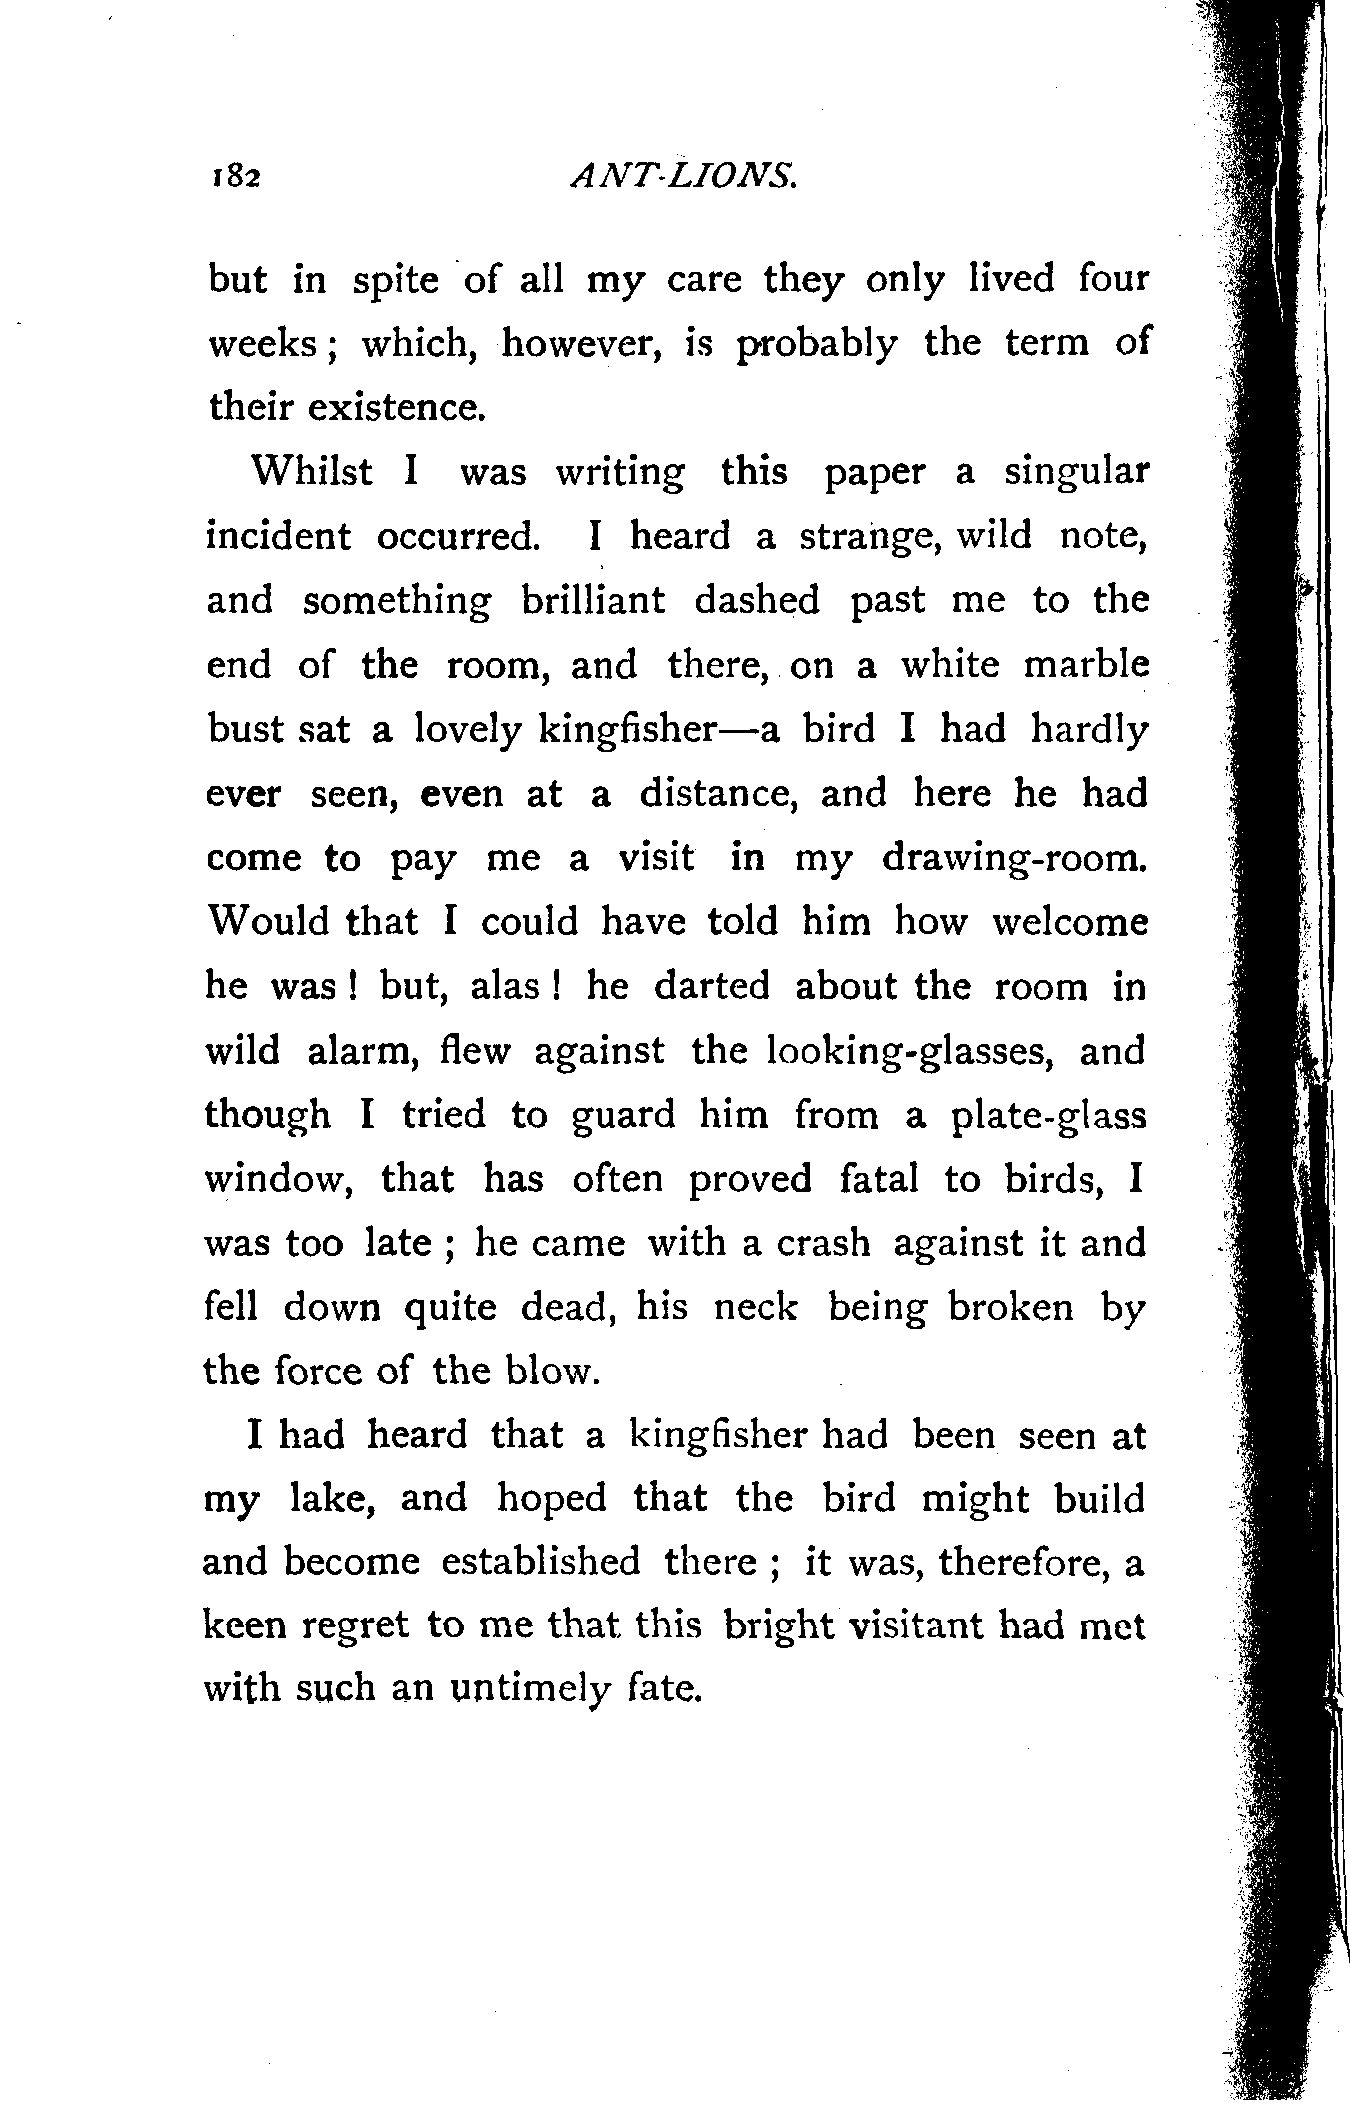 182 ANT-LIONS.
but in spite of all my care they only lived four
weeks ; which, however, is probably the term of
their existence.
Whilst I was writing this paper a singular
incident occurred. I heard a strange, wild note,
and something brilliant dashed past me to the
end of the room, and there, on a white marble
bust sat a lovely kingfisher—a bird I had hardly
ever seen, even at a distance, and here he had
come to pay me a visit in my drawing-room.
Would that I could have told him how welcome
he was ! but, alas ! he darted about the room in
wild alarm, flew against the looking-glasses, and
though I tried to guard him from a plate-glass
window, that has often proved fatal to birds, I
was too late ; he came with a crash against it and
fell down quite dead, his neck being broken by
the force of the blow.
I had heard that a kingfisher had been seen at
my lake, and hoped that the bird might build
and become established there ; it was, therefore, a
keen regret to me that this bright visitant had met
with such an untimely fate.